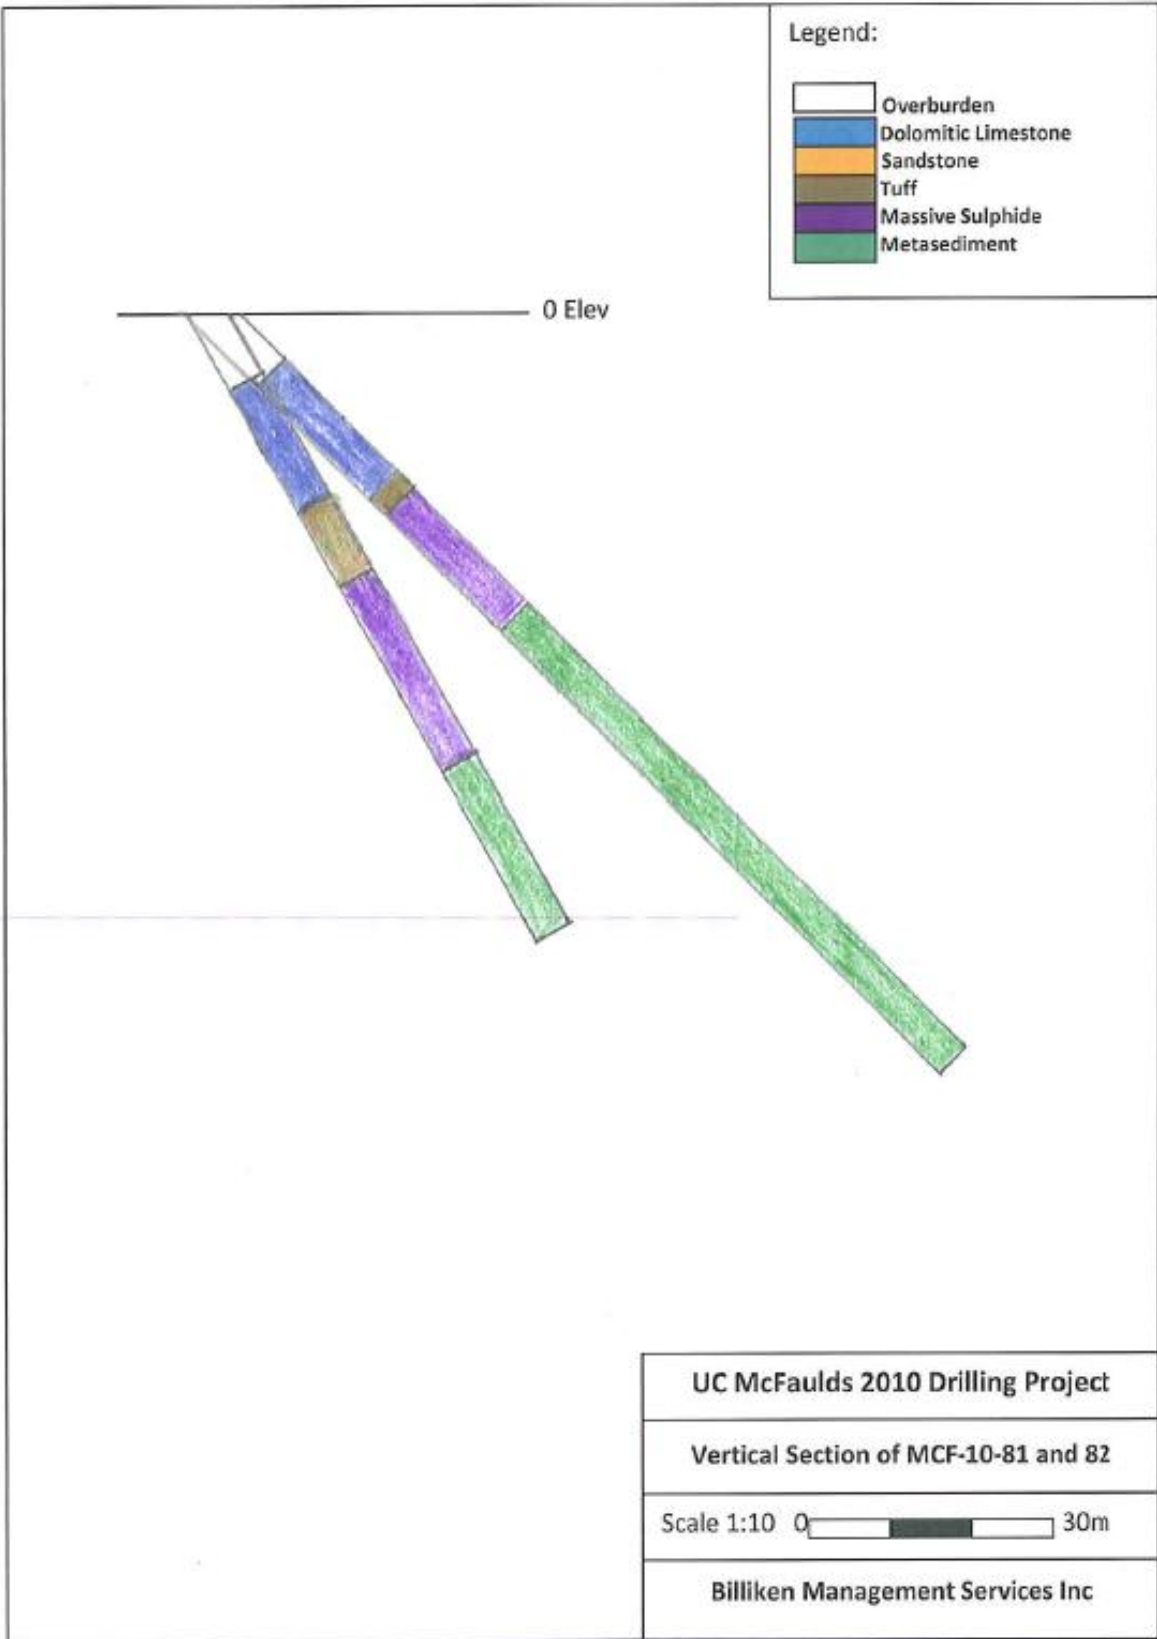 Legend:
Overburden
Dolomitic Limestone
Sandstone
Tuff
Massive Sulphide
Metasediment
0 Elev
UC McFaulds 2010 Drilling Project
Vertical Section of MCF-10-81 and 82
Scale 1:10 0 30m
Billiken Management Services Inc